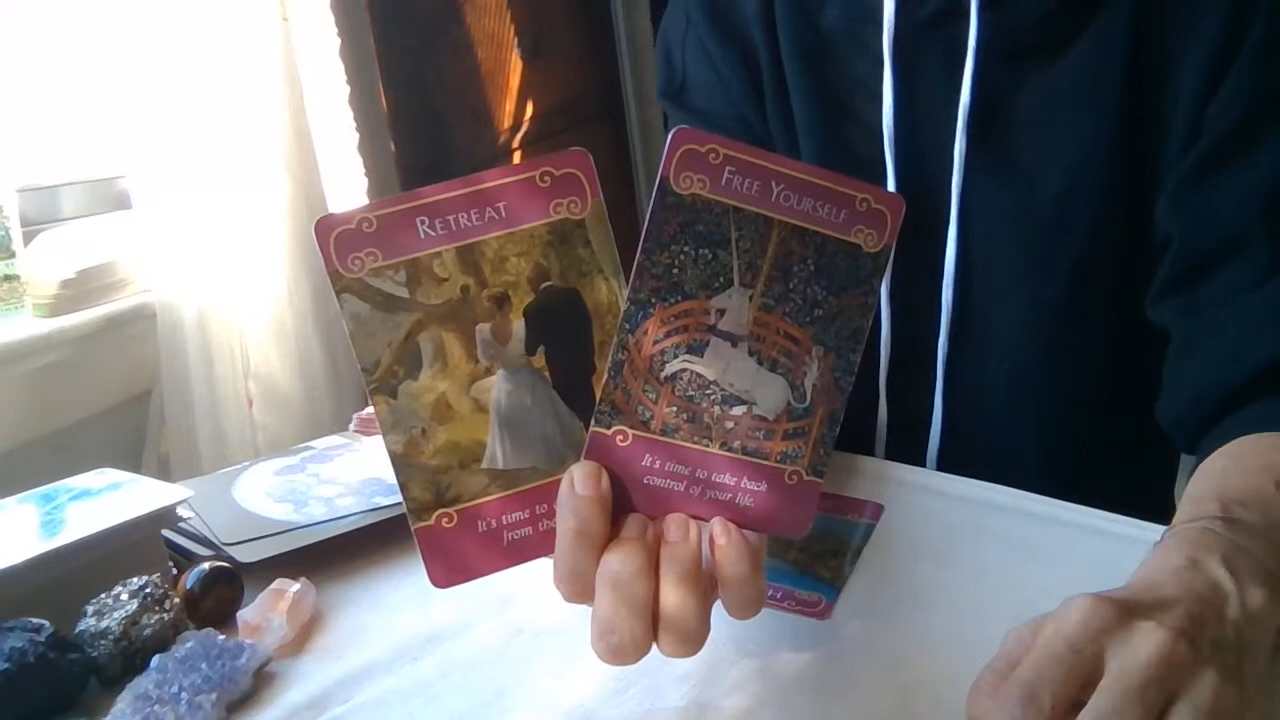 RETREAT
It's time to
from the
FREE YOURSELF
It's time to take back
control of your life.